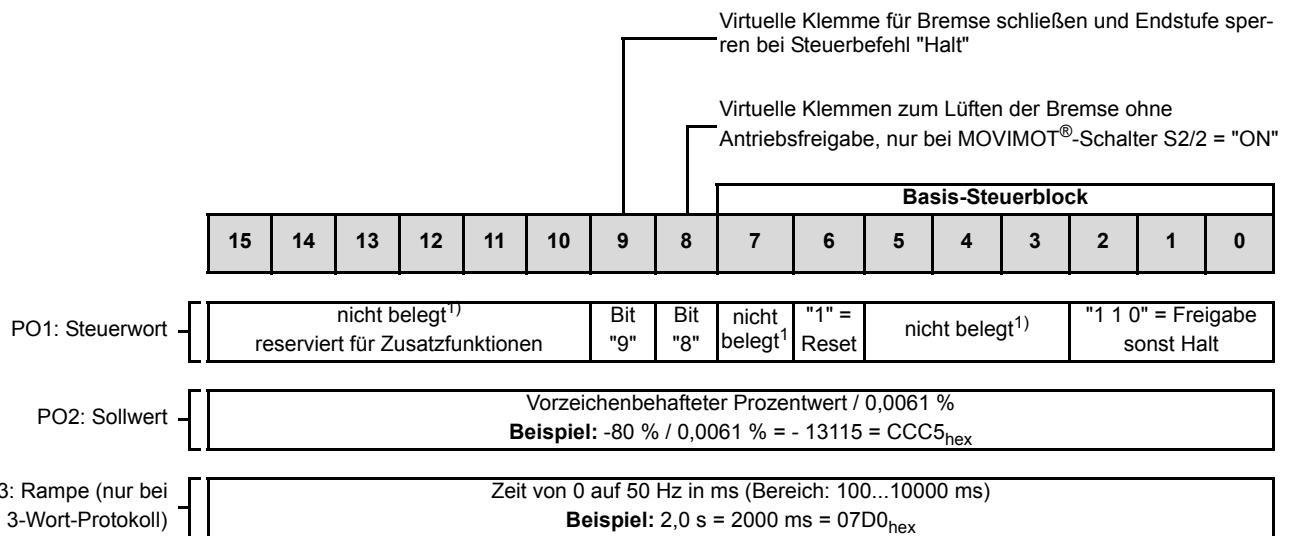 Virtuelle Klemme für Bremse schließen und Endstufe sper-
ren bei Steuerbefehl "Halt"
Virtuelle Klemmen zum Lüften der Bremse ohne
Antriebsfreigabe, nur bei MOVIMOT®-Schalter S2/2 = "ON"
Basis-Steuerblock
15 14 13 12 11 10 9 8 7 6 5 4 3 2 1 0
PO1: Steuerwort
nicht belegt1)
reserviert für Zusatzfunktionen
Bit
"9"
Bit
"8"
nicht
belegt1
"1" =
Reset
nicht belegt1)
"1 1 0" = Freigabe
sonst Halt
PO2: Sollwert
Vorzeichenbehafteter Prozentwert / 0,0061 %
Beispiel: -80 % / 0,0061 % = - 13115 = CCC5hex
3: Rampe (nur bei
3-Wort-Protokoll)
Zeit von 0 auf 50 Hz in ms (Bereich: 100...10000 ms)
Beispiel: 2,0 s = 2000 ms = 07D0hex